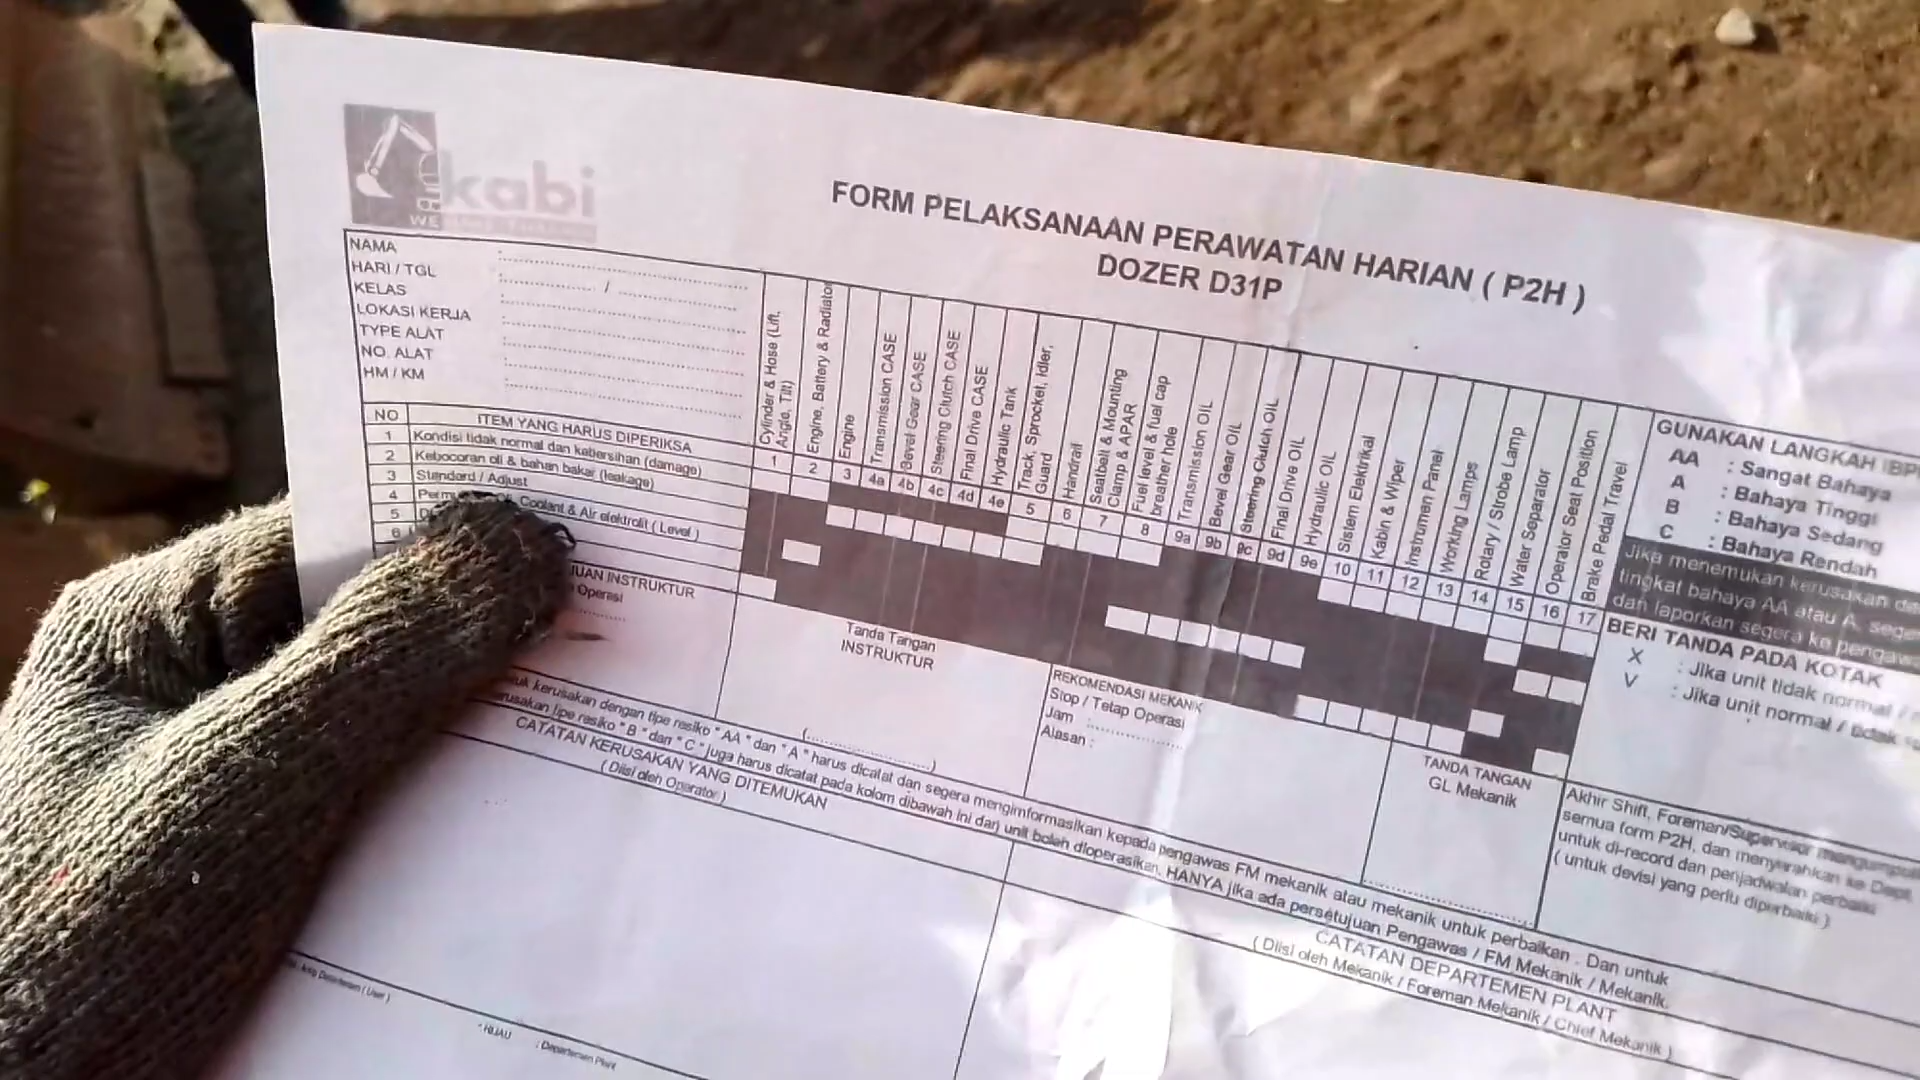 kabi
WE
FORM PELAKSANAAN PERAWATAN HARIAN ( P2H )
DOZER D31P
NAMA
HARI / TGL /
KELAS
LOKASI KERJA
TYPE ALAT
NO. ALAT
HM / KM
NO ITEM YANG HARUS DIPERIKSA
1 Kondisi tidak normal dan kebersihan (damage)
2 Kebocoran oli & bahan bakar (leakage)
3 Standard / Adjust
4 Coolant & Air elektrolit ( Level )
5
6
Cylinder & Hose (Lift, Angle, Tilt)
Engine, Battery & Radiator
Engine
Transmission CASE
Bevel Gear CASE
Steering Clutch CASE
Final Drive CASE
Hydraulic Tank
Track, Sprocket, Idler, Guard
Handrail
Seatbelt & Mounting Clamp & APAR
Fuel level & fuel cap breather hole
Transmission OIL
Bevel Gear OIL
Steering Clutch OIL
Final Drive OIL
Hydraulic OIL
Sistem Elektrikal
Kabin & Wiper
Instrumen Panel
Working Lamps
Rotary / Strobe Lamp
Water Separator
Operator Seat Position
Brake Pedal Travel
1 2 3 4a 4b 4c 4d 4e 5 6 7 8 9a 9b 9c 9d 9e 10 11 12 13 14 15 16 17
GUNAKAN LANGKAH IBPR
AA : Sangat Bahaya
A : Bahaya Tinggi
B : Bahaya Sedang
C : Bahaya Rendah
Jika menemukan kerusakan
tingkat bahaya AA atau A, segera
dan laporkan segera ke pengawas
BERI TANDA PADA KOTAK
X : Jika unit tidak normal /
V : Jika unit normal / tidak
INSTRUKTUR
Operasi
Tanda Tangan
INSTRUKTUR
(....................)
REKOMENDASI MEKANIK
Stop / Tetap Operasi
Jam :
Alasan :
TANDA TANGAN
GL Mekanik
Akhir Shift, Foreman/Supervisor
semua form P2H, dan menyerahkan ke Dept
untuk di-record dan penjadwalan perbaiki
( untuk devisi yang perlu diperbaiki )
kerusakan dengan tipe resiko " AA " dan " A " harus dicatat dan segera mengimformasikan kepada pengawas FM mekanik atau mekanik untuk perbaikan . Dan untuk
kerusakan tipe resiko " B " dan " C " juga harus dicatat pada kolom dibawah ini dan unit boleh dioperasikan, HANYA jika ada persetujuan Pengawas / FM Mekanik / Mekanik.
CATATAN KERUSAKAN YANG DITEMUKAN
( Diisi oleh Operator )
CATATAN DEPARTEMEN PLANT
( Diisi oleh Mekanik / Foreman Mekanik / Chief Mekanik )
Departemen ( User )
- HIJAU : Departemen Plant